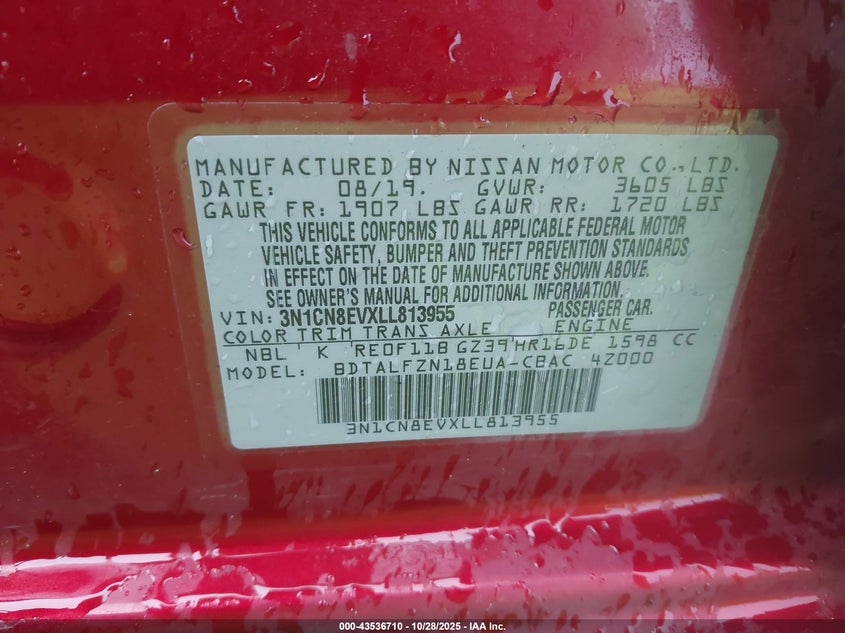 MANUFACTURED BY NISSAN MOTOR CO.,LTD.
DATE: 08/19. GVWR: 3605 LBS
GAWR FR: 1907 LBS GAWR RR: 1720 LBS
THIS VEHICLE CONFORMS TO ALL APPLICABLE FEDERAL MOTOR
VEHICLE SAFETY, BUMPER AND THEFT PREVENTION STANDARDS
IN EFFECT ON THE DATE OF MANUFACTURE SHOWN ABOVE.
SEE OWNER'S MANUAL FOR ADDITIONAL INFORMATION.
VIN: 3N1CN8EVXLL813955 PASSENGER CAR.
COLOR TRIM TRANS AXLE ENGINE
NBL K RE0F11B GZ39 HR16DE 1598 CC
MODEL: BDTALFZN18EUA-CBAC 4Z000
3N1CN8EVXLL813955
000-43536710 - 10/28/2025 - IAA Inc.